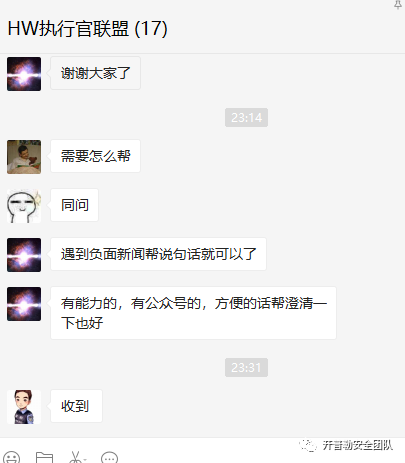 HW执行官联盟 (17)
谢谢大家了
23:14
需要怎么帮
同问
遇到负面新闻帮说句话就可以了
有能力的，有公众号的，方便的话帮澄清一
下也好
23:31
收到
开普勒安全团队